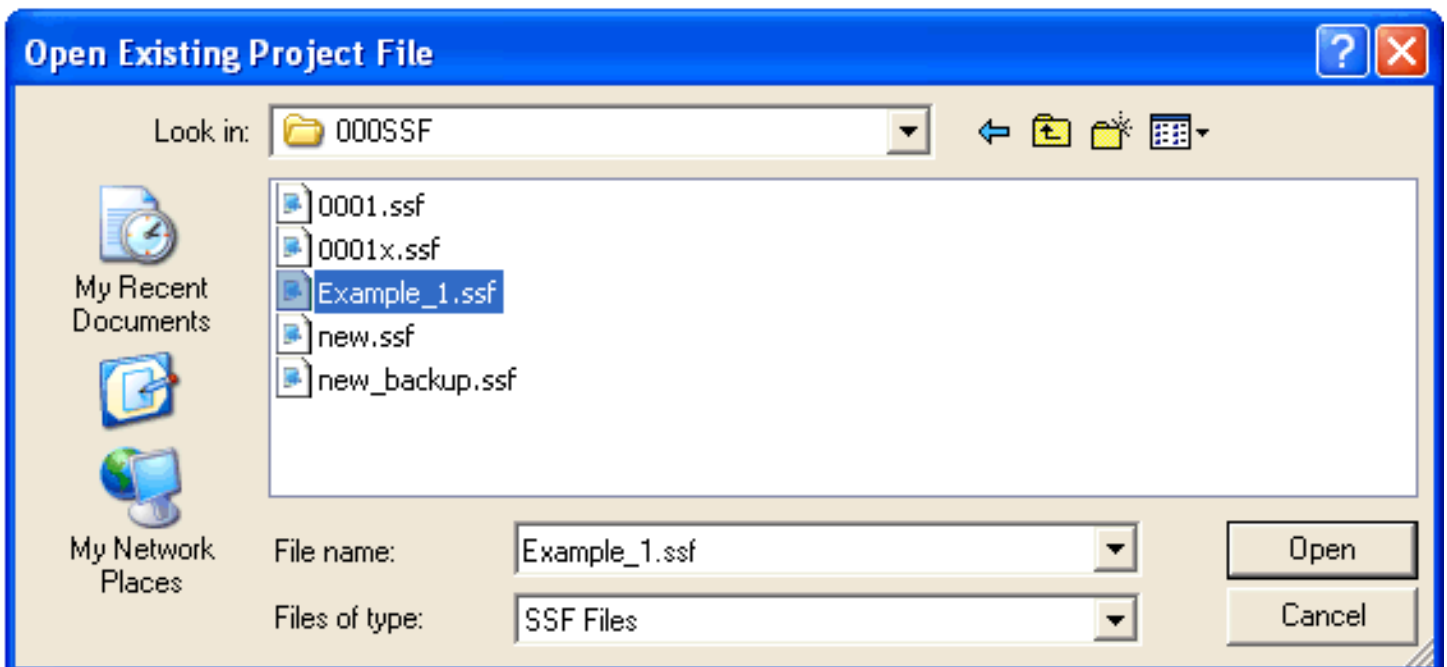 Open Existing Project File
Look in: 000SSF
0001.ssf
0001x.ssf
Example_1.ssf
new.ssf
new_backup.ssf
My Recent
Documents
My Network
Places
File name: Example_1.ssf
Open
Files of type: SSF Files
Cancel